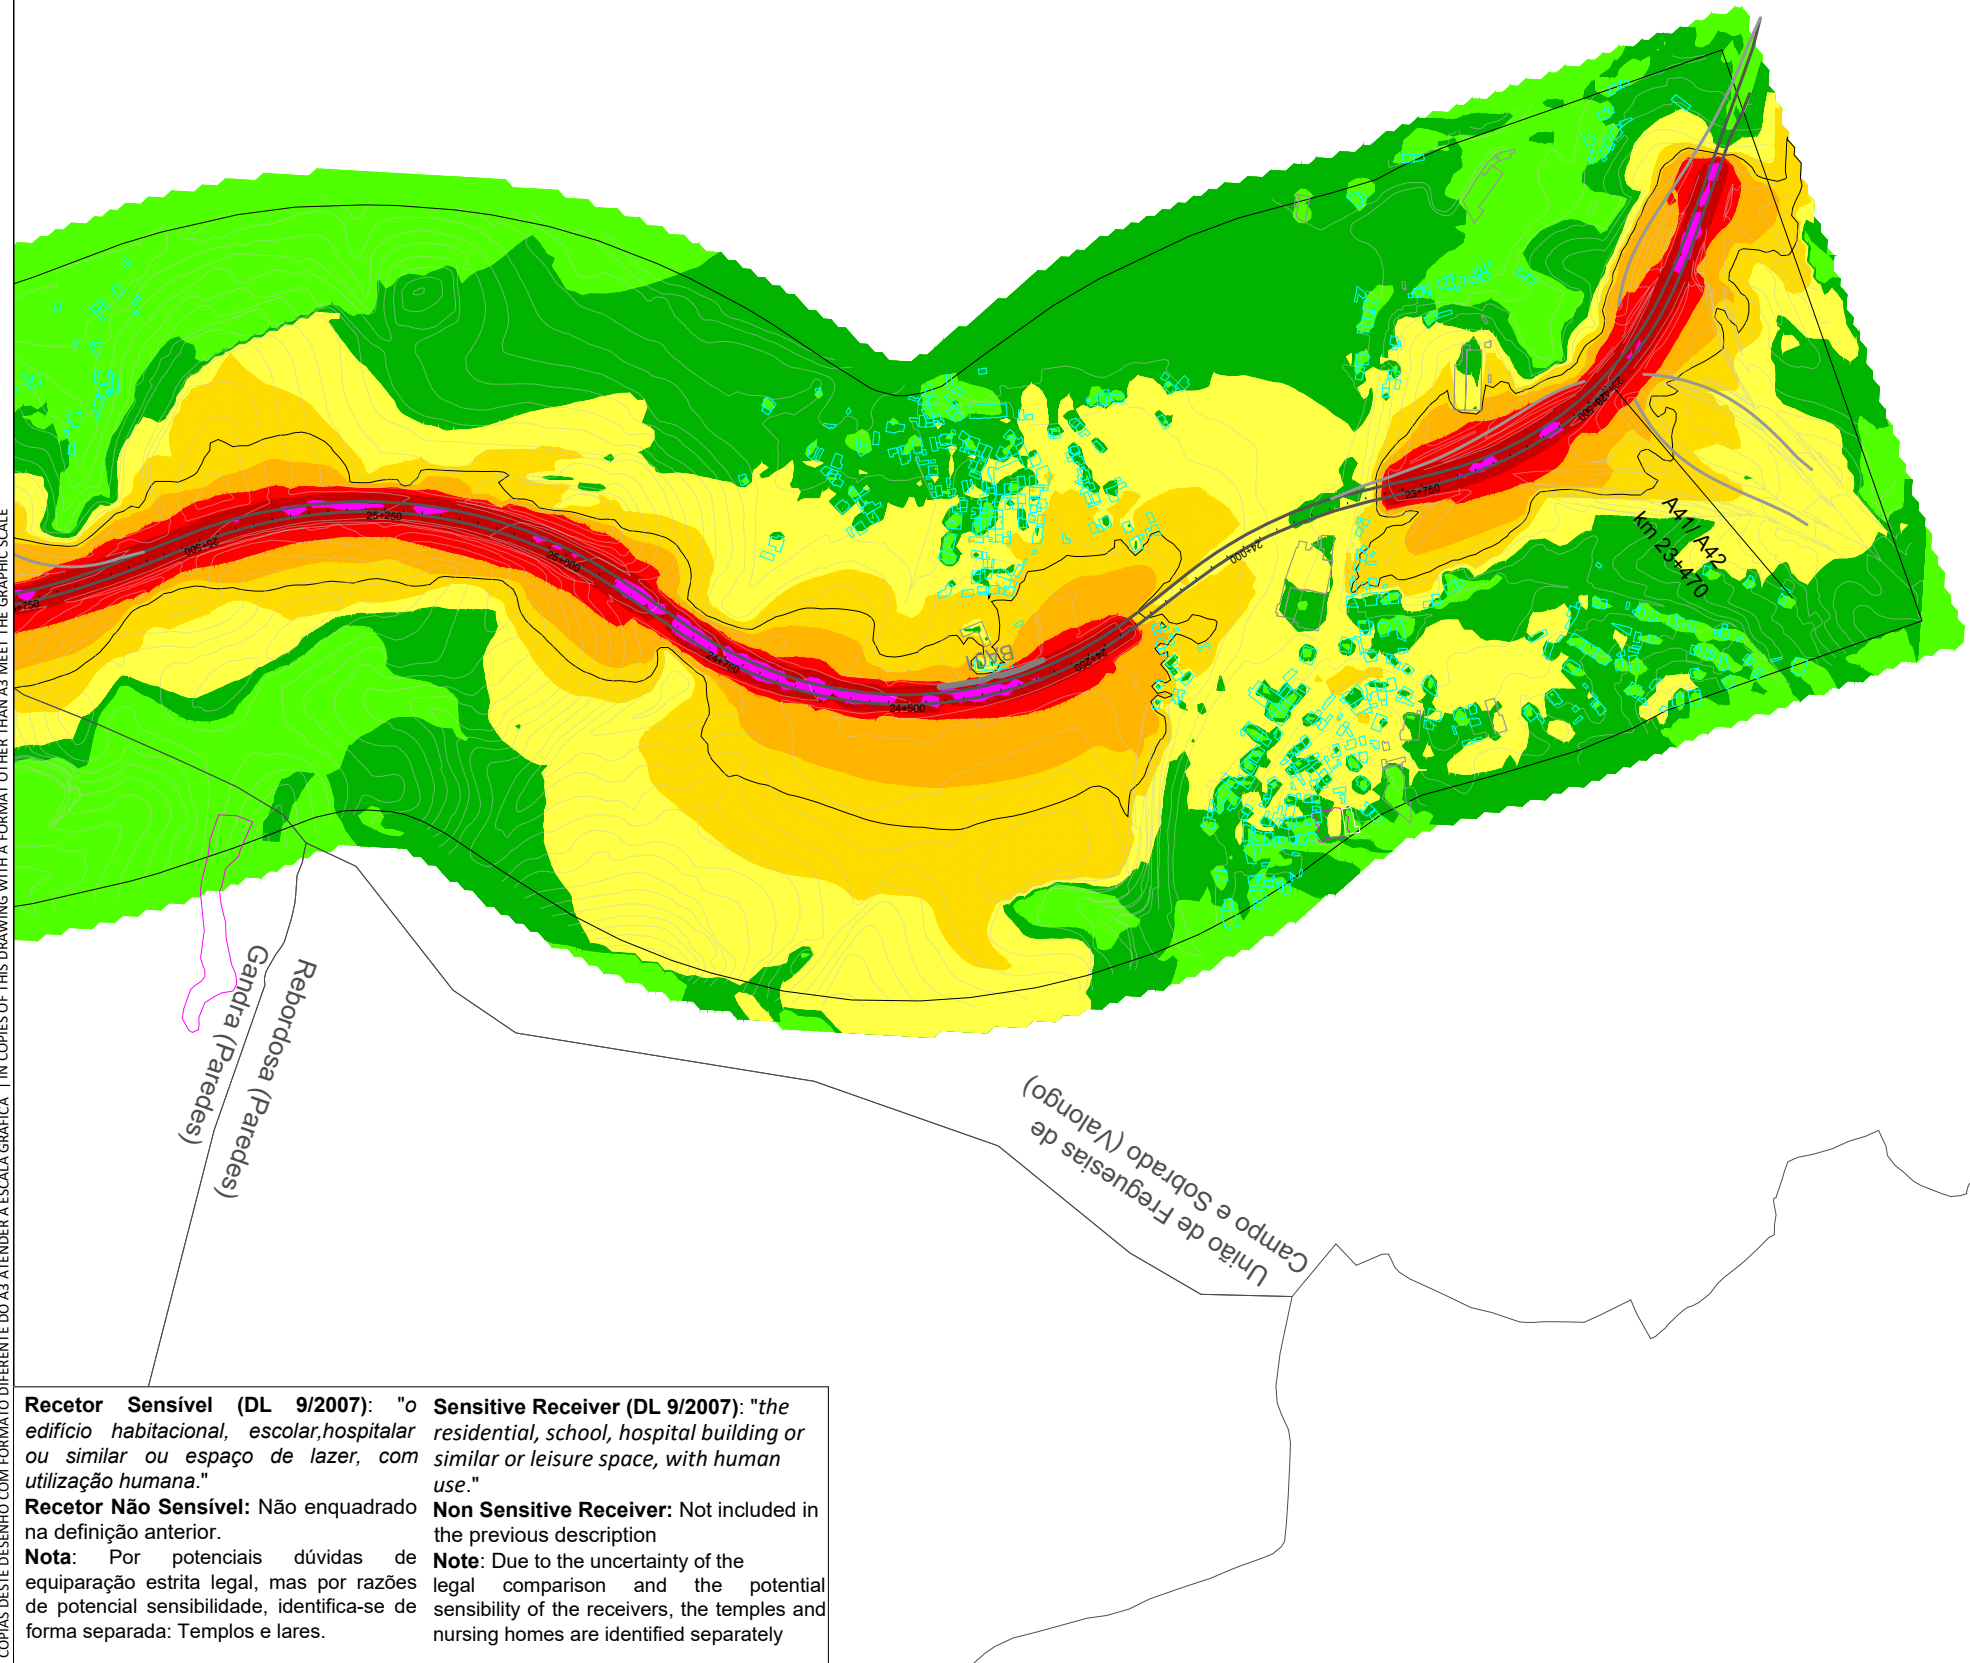 COPIAS DESTE DESENHO COM FORMATO DIFERENTE DO A3 ATENDER A ESCALA GRÁFICA | IN COPIES OF THIS DRAWING WITH A FORMAT OTHER THAN A3 MEET THE GRAPHIC SCALE
25+500
25+250
25+000
24+750
24+500
24+250
24+000
23+750
23+500
BA01
A41/ A42
km 23+470
Gandra (Paredes)
Rebordosa (Paredes)
União de Freguesias de
Campo e Sobrado (Valongo)
Recetor Sensível (DL 9/2007): "o
edifício habitacional, escolar,hospitalar
ou similar ou espaço de lazer, com
utilização humana."
Recetor Não Sensível: Não enquadrado
na definição anterior.
Nota: Por potenciais dúvidas de
equiparação estrita legal, mas por razões
de potencial sensibilidade, identifica-se de
forma separada: Templos e lares.
Sensitive Receiver (DL 9/2007): "the
residential, school, hospital building or
similar or leisure space, with human
use."
Non Sensitive Receiver: Not included in
the previous description
Note: Due to the uncertainty of the
legal comparison and the potential
sensibility of the receivers, the temples and
nursing homes are identified separately